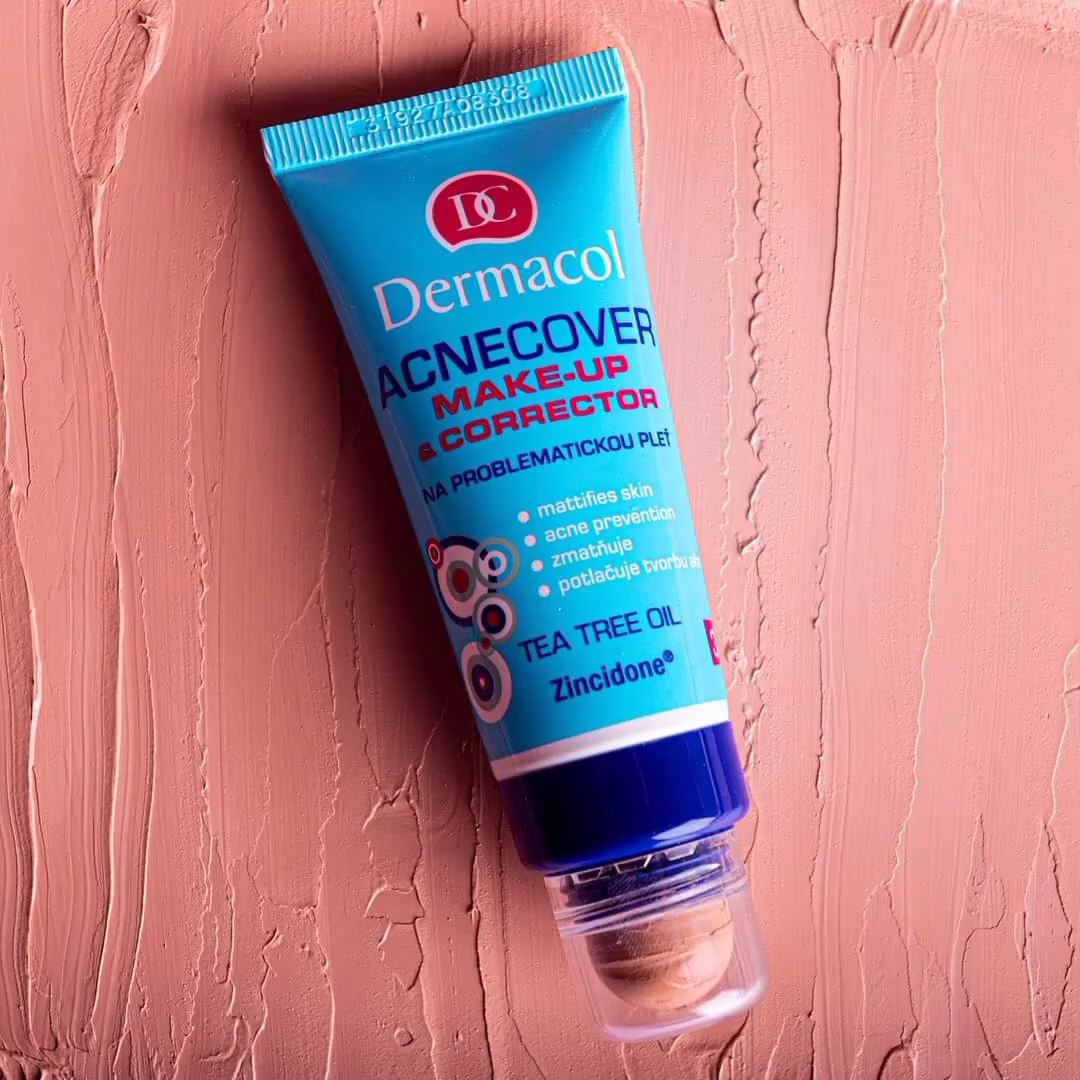 31927A08308
DC
Dermacol
ACNECOVER
MAKE-UP
& CORRECTOR
NA PROBLEMATICKOU PLEŤ
mattifies skin
acne prevention
zmatňuje
potlačuje tvorbu
TEA TREE OIL
Zincidone®